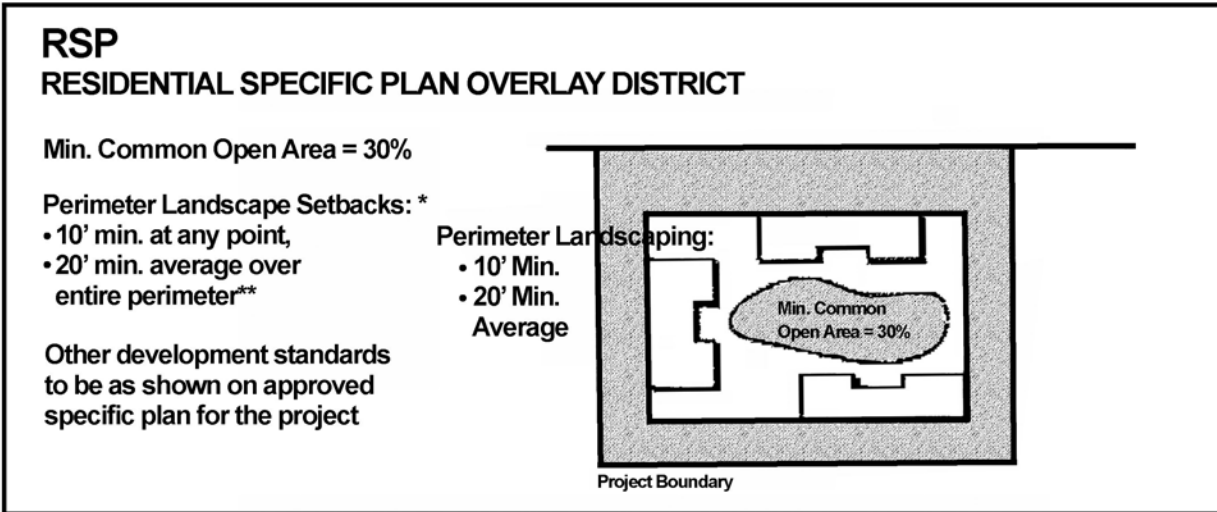 RSP
RESIDENTIAL SPECIFIC PLAN OVERLAY DISTRICT
Min. Common Open Area = 30%
Perimeter Landscape Setbacks: *
• 10’ min. at any point,
• 20’ min. average over
entire perimeter**
Other development standards
to be as shown on approved
specific plan for the project
Perimeter Landscaping:
• 10’ Min.
• 20’ Min.
Average
Min. Common
Open Area = 30%
Project Boundary